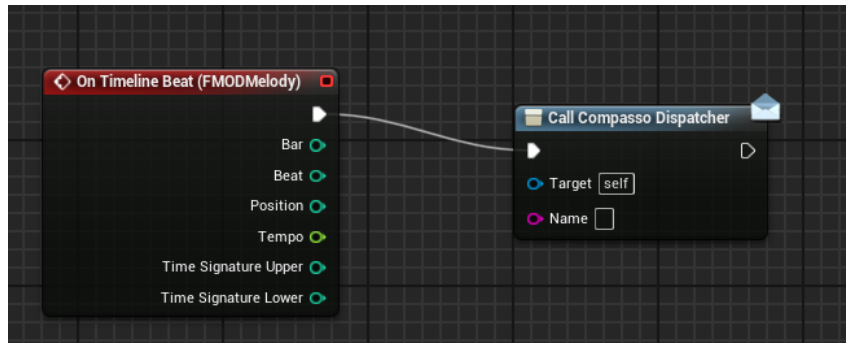 On Timeline Beat (FMODMelody)
Bar
Beat
Position
Tempo
Time Signature Upper
Time Signature Lower
Call Compasso Dispatcher
Target self
Name